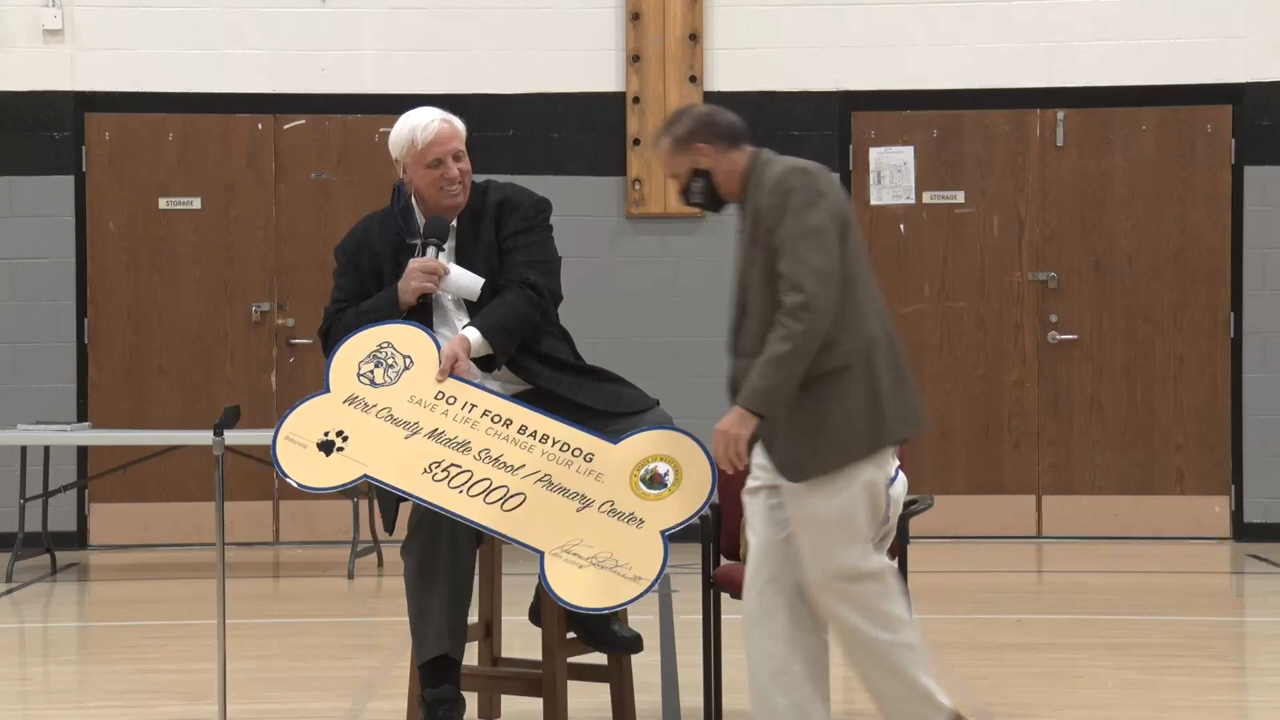 STORAGE
STORAGE
DO IT FOR BABYDOG
SAVE A LIFE. CHANGE YOUR LIFE.
Wirt County Middle School / Primary Center
$50,000
Babydog